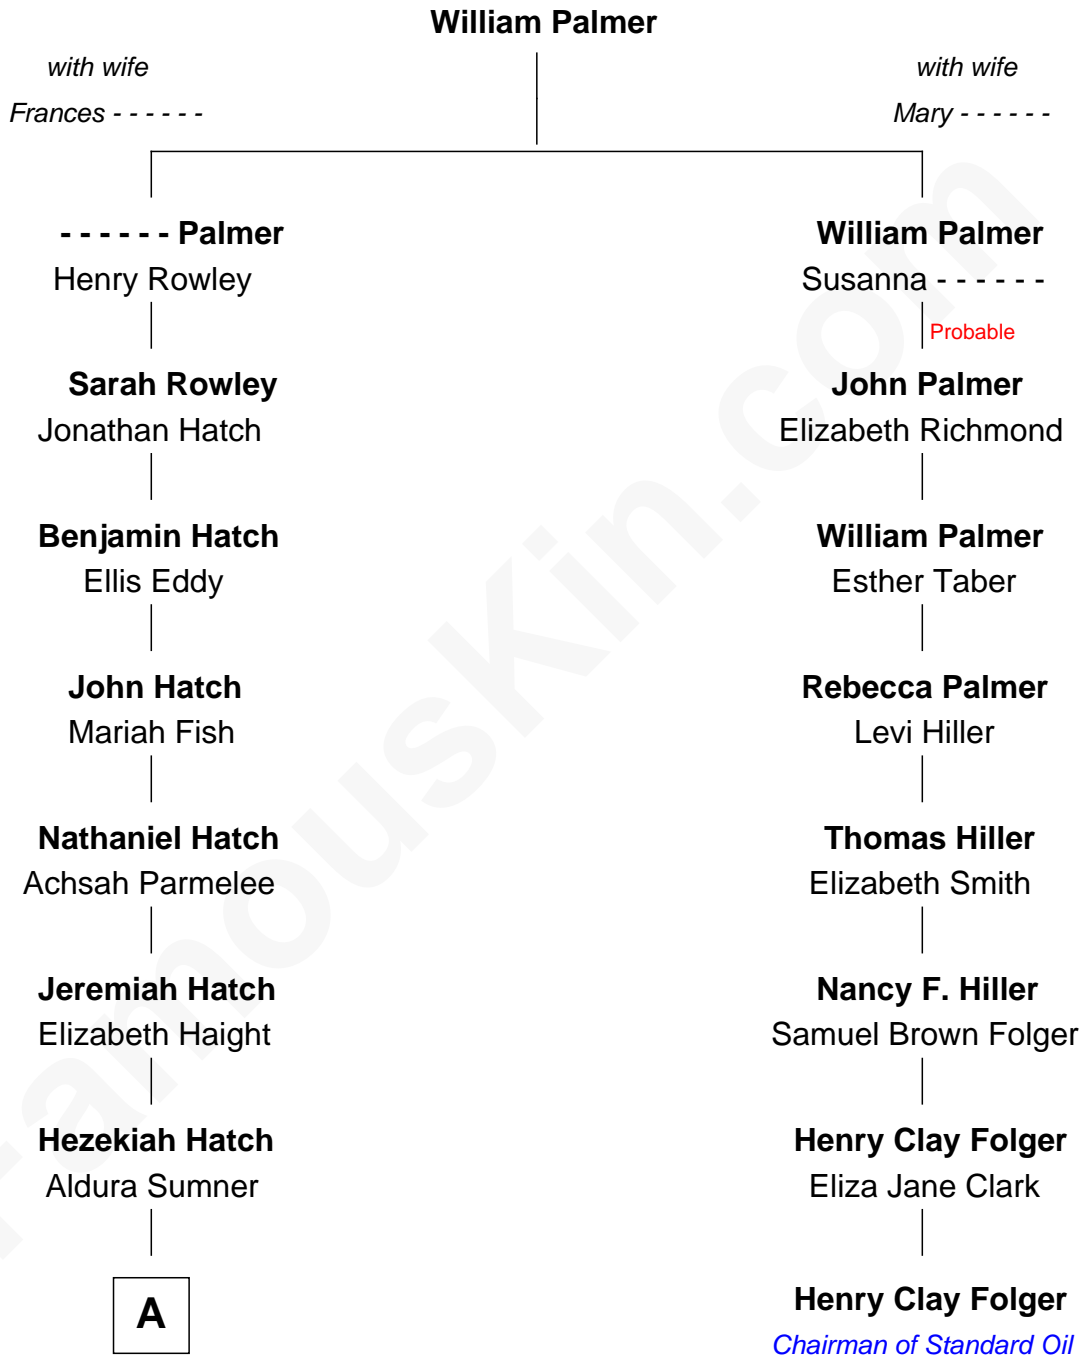 William Palmer
with wife
Frances - - - - - -
with wife
Mary - - - - - -
- - - - - - Palmer
Henry Rowley
William Palmer
Susanna - - - - - -
Probable
Sarah Rowley
Jonathan Hatch
John Palmer
Elizabeth Richmond
Benjamin Hatch
Ellis Eddy
William Palmer
Esther Taber
John Hatch
Mariah Fish
Rebecca Palmer
Levi Hiller
Nathaniel Hatch
Achsah Parmelee
Thomas Hiller
Elizabeth Smith
Jeremiah Hatch
Elizabeth Haight
Nancy F. Hiller
Samuel Brown Folger
Hezekiah Hatch
Aldura Sumner
Henry Clay Folger
Eliza Jane Clark
A
Henry Clay Folger
Chairman of Standard Oil
FamousKin.com